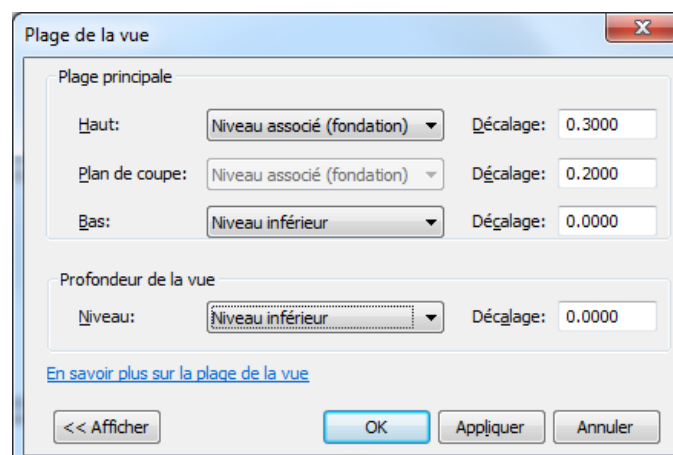 Plage de la vue
Plage principale
Haut: Niveau associé (fondation) Décalage: 0.3000
Plan de coupe: Niveau associé (fondation) Décalage: 0.2000
Bas: Niveau inférieur Décalage: 0.0000
Profondeur de la vue
Niveau: Niveau inférieur Décalage: 0.0000
En savoir plus sur la plage de la vue
<< Afficher OK Appliquer Annuler